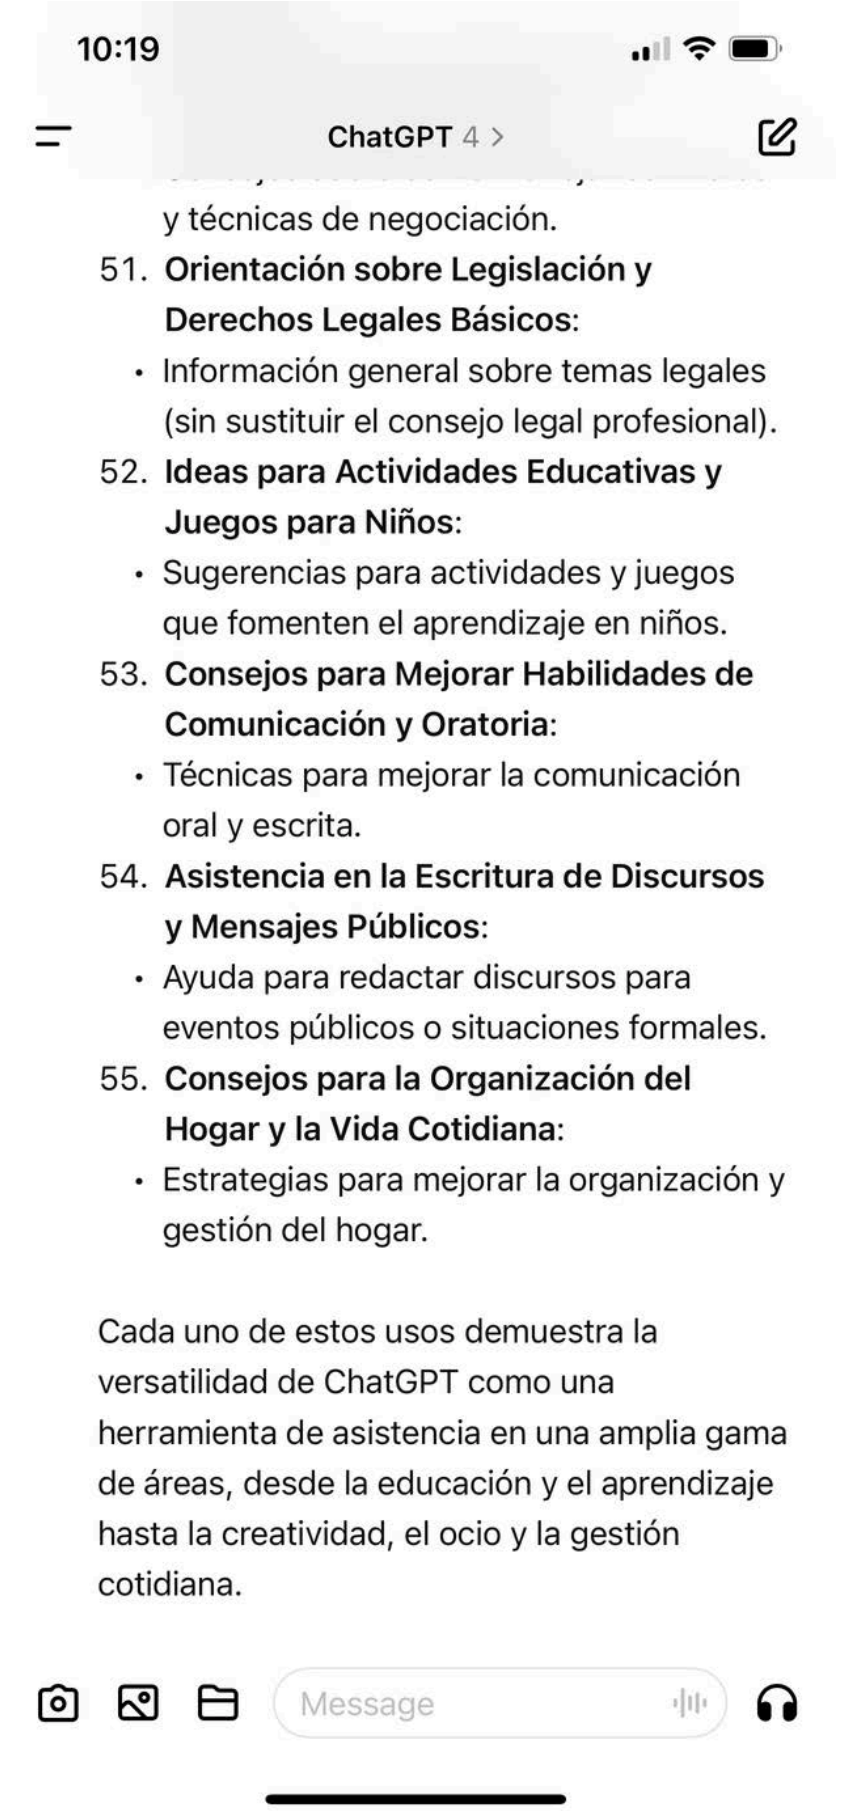 10:19
ChatGPT 4 >
y técnicas de negociación.
51. Orientación sobre Legislación y
Derechos Legales Básicos:
• Información general sobre temas legales
(sin sustituir el consejo legal profesional).
52. Ideas para Actividades Educativas y
Juegos para Niños:
• Sugerencias para actividades y juegos
que fomenten el aprendizaje en niños.
53. Consejos para Mejorar Habilidades de
Comunicación y Oratoria:
• Técnicas para mejorar la comunicación
oral y escrita.
54. Asistencia en la Escritura de Discursos
y Mensajes Públicos:
• Ayuda para redactar discursos para
eventos públicos o situaciones formales.
55. Consejos para la Organización del
Hogar y la Vida Cotidiana:
• Estrategias para mejorar la organización y
gestión del hogar.
Cada uno de estos usos demuestra la
versatilidad de ChatGPT como una
herramienta de asistencia en una amplia gama
de áreas, desde la educación y el aprendizaje
hasta la creatividad, el ocio y la gestión
cotidiana.
Message